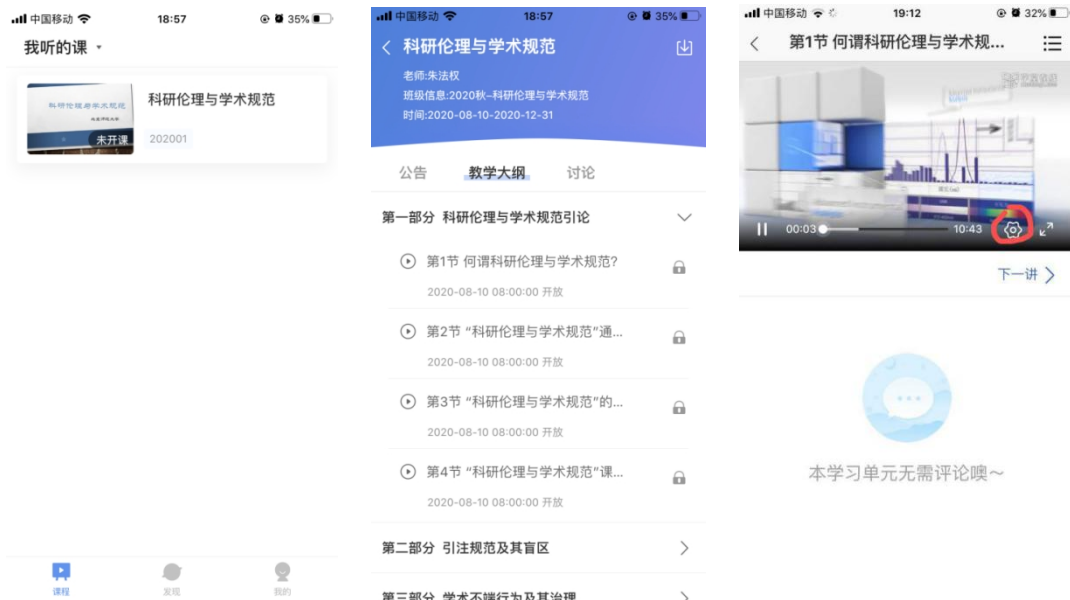 中国移动
18:57
35%
我听的课
科研伦理与学术规范
未开课
科研伦理与学术规范
202001
课程
发现
我的
中国移动
18:57
35%
科研伦理与学术规范
老师:朱法权
班级信息:2020秋-科研伦理与学术规范
时间:2020-08-10-2020-12-31
公告
教学大纲
讨论
第一部分 科研伦理与学术规范引论
第1节 何谓科研伦理与学术规范?
2020-08-10 08:00:00 开放
第2节 “科研伦理与学术规范”通...
2020-08-10 08:00:00 开放
第3节 “科研伦理与学术规范”的...
2020-08-10 08:00:00 开放
第4节 “科研伦理与学术规范”课...
2020-08-10 08:00:00 开放
第二部分 引注规范及其盲区
第三部分 学术不端行为及其治理
中国移动
19:12
32%
第1节 何谓科研伦理与学术规...
00:03
10:43
下一讲
本学习单元无需评论噢～